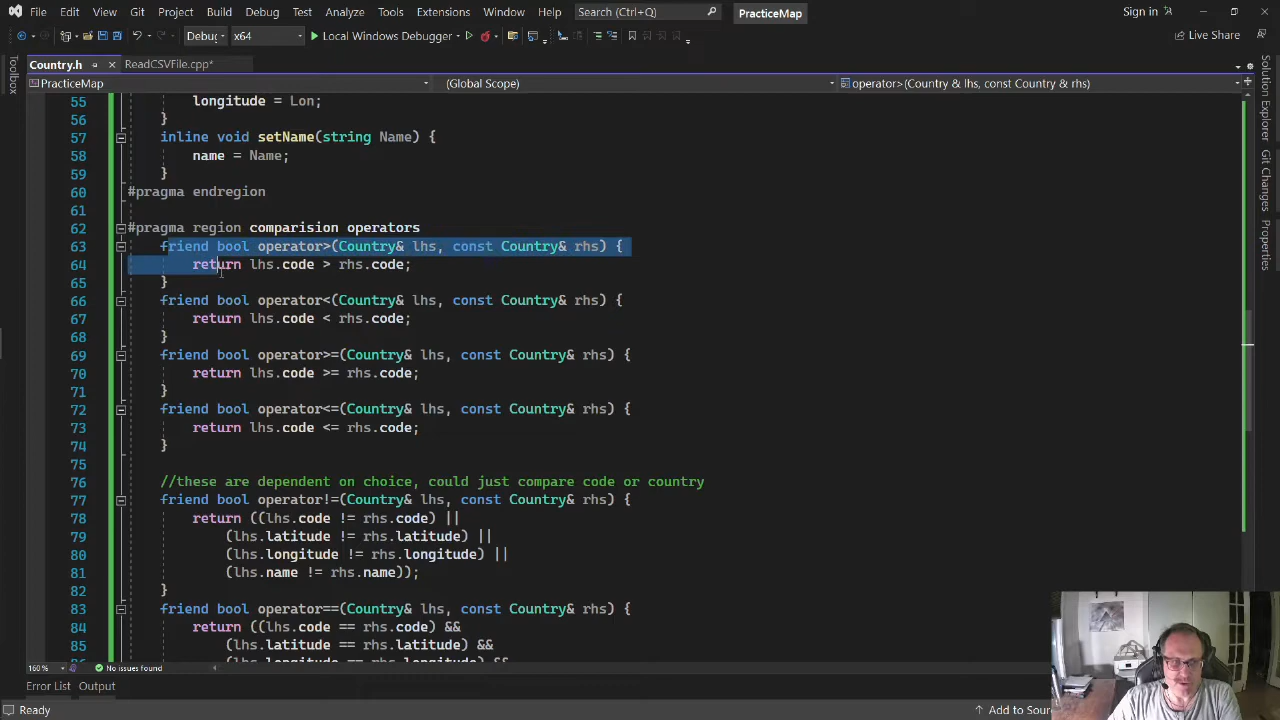 File Edit View Git Project Build Debug Test Analyze Tools Extensions Window Help Search (Ctrl+Q) PracticeMap Sign in
Debug x64 Local Windows Debugger Live Share
Country.h ReadCSVFile.cpp*
PracticeMap (Global Scope) operator>(Country & lhs, const Country & rhs)
55 longitude = Lon;
56 }
57 inline void setName(string Name) {
58 name = Name;
59 }
60 #pragma endregion
61
62 #pragma region comparision operators
63 friend bool operator>(Country& lhs, const Country& rhs) {
64 return lhs.code > rhs.code;
65 }
66 friend bool operator<(Country& lhs, const Country& rhs) {
67 return lhs.code < rhs.code;
68 }
69 friend bool operator>=(Country& lhs, const Country& rhs) {
70 return lhs.code >= rhs.code;
71 }
72 friend bool operator<=(Country& lhs, const Country& rhs) {
73 return lhs.code <= rhs.code;
74 }
75
76 //these are dependent on choice, could just compare code or country
77 friend bool operator!=(Country& lhs, const Country& rhs) {
78 return ((lhs.code != rhs.code) ||
79 (lhs.latitude != rhs.latitude) ||
80 (lhs.longitude != rhs.longitude) ||
81 (lhs.name != rhs.name));
82 }
83 friend bool operator==(Country& lhs, const Country& rhs) {
84 return ((lhs.code == rhs.code) &&
85 (lhs.latitude == rhs.latitude) &&
160 % No issues found
Error List Output
Ready Add to Sour
Toolbox
Solution Explorer
Git Changes
Properties